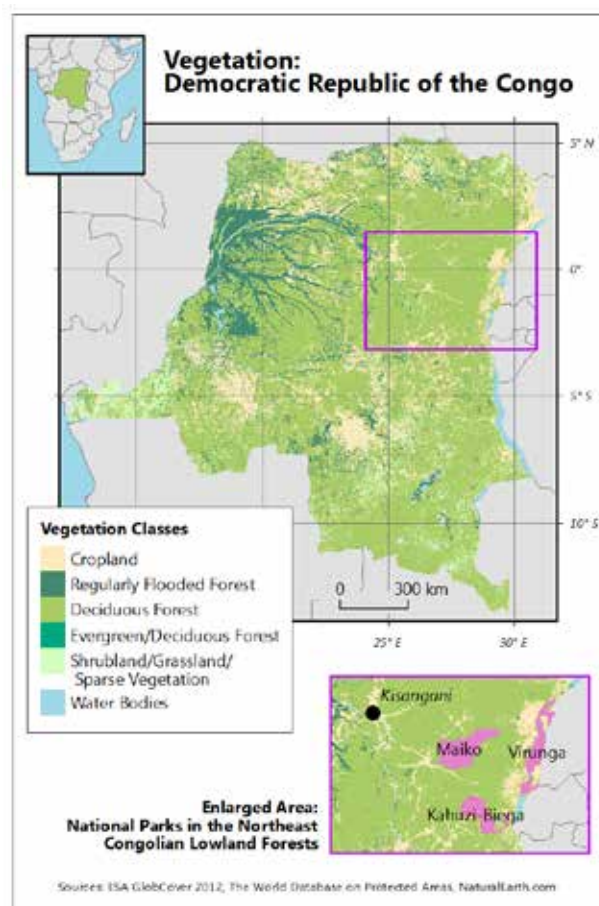 Vegetation:
Democratic Republic of the Congo
5° N
0°
5° S
10° S
25° E
30° E
Vegetation Classes
Cropland
Regularly Flooded Forest
Deciduous Forest
Evergreen/Deciduous Forest
Shrubland/Grassland/
Sparse Vegetation
Water Bodies
0 300 km
Kisangani
Maiko
Virunga
Kahuzi-Biega
Enlarged Area:
National Parks in the Northeast
Congolian Lowland Forests
Sources: ESA GlobCover 2012, The World Database on Protected Areas, NaturalEarth.com